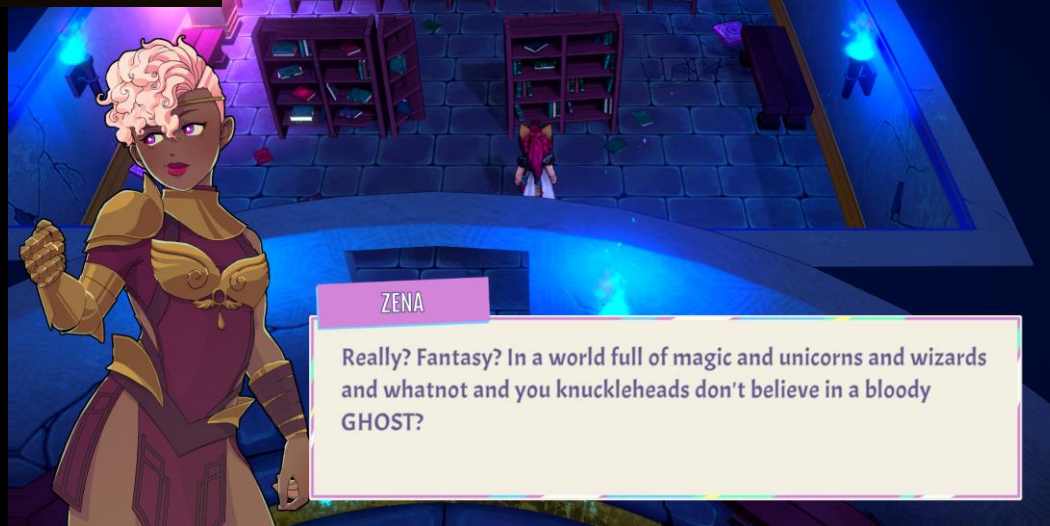 ZENA
Really? Fantasy? In a world full of magic and unicorns and wizards
and whatnot and you knuckleheads don't believe in a bloody
GHOST?